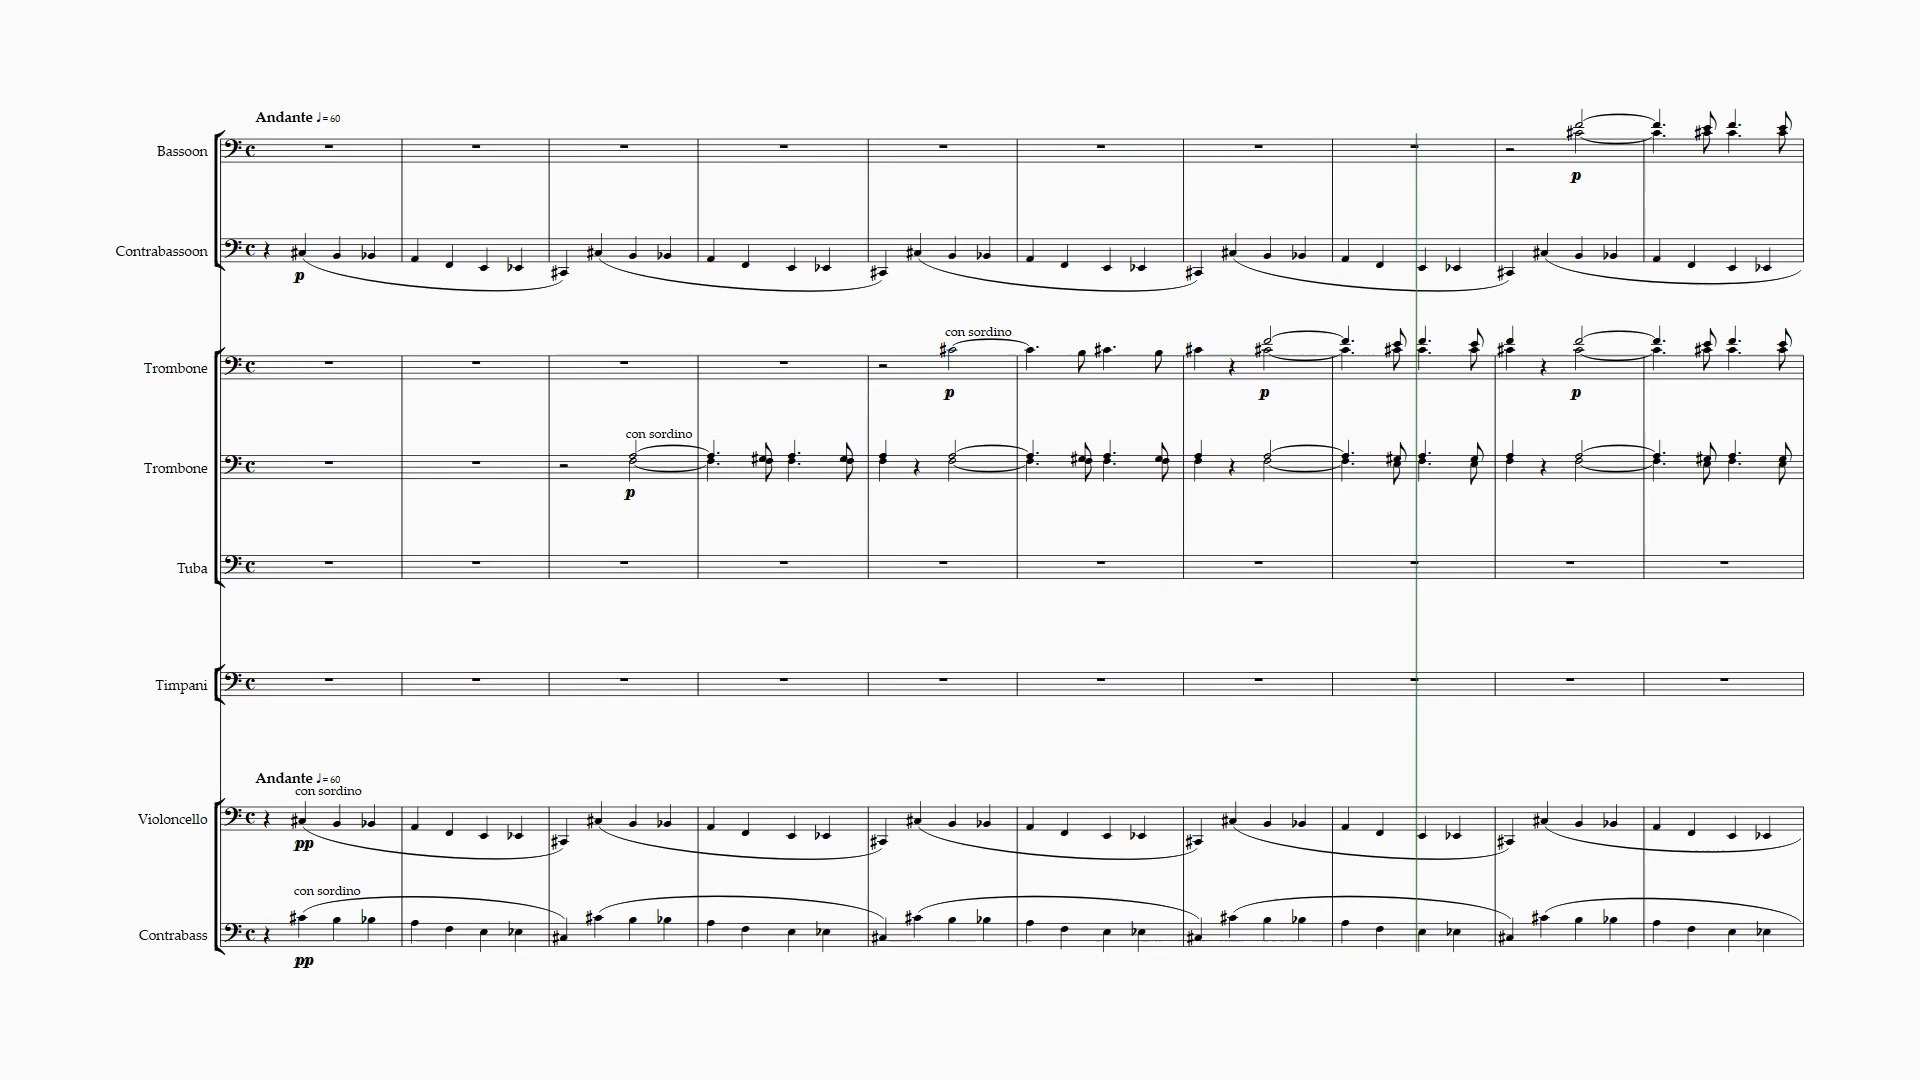 Andante ♩= 60
Bassoon
p
Contrabassoon
p
con sordino
Trombone
p p p
con sordino
Trombone
p
Tuba
Timpani
Andante ♩= 60
con sordino
Violoncello
pp
con sordino
Contrabass
pp